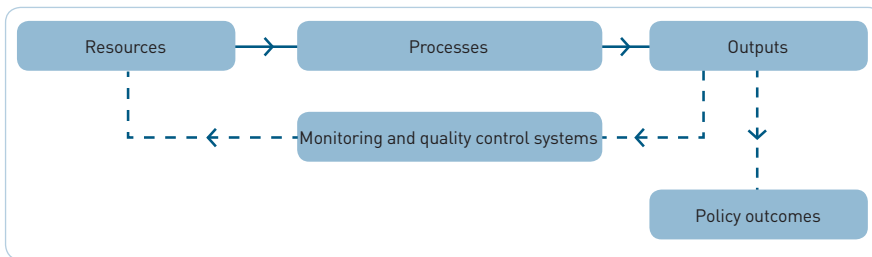 Resources
Processes
Outputs
Monitoring and quality control systems
Policy outcomes